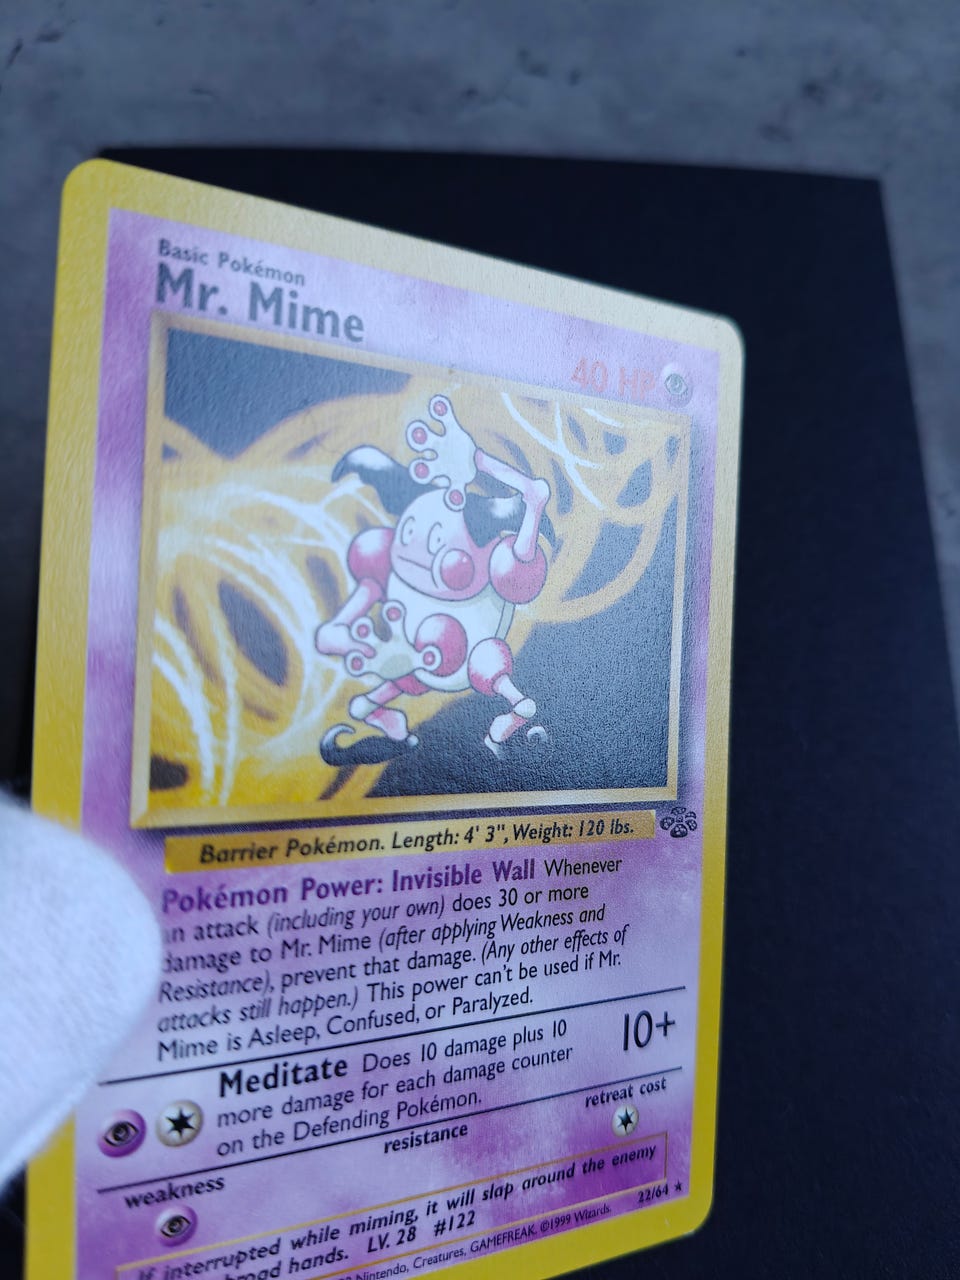 Basic Pokémon
Mr. Mime
40 HP
Barrier Pokémon. Length: 4' 3", Weight: 120 lbs.
Pokémon Power: Invisible Wall Whenever
an attack (including your own) does 30 or more
damage to Mr. Mime (after applying Weakness and
Resistance), prevent that damage. (Any other effects of
attacks still happen.) This power can't be used if Mr.
Mime is Asleep, Confused, or Paralyzed.
Meditate Does 10 damage plus 10
more damage for each damage counter
on the Defending Pokémon.
10+
weakness
resistance
retreat cost
If interrupted while miming, it will slap around the enemy
broad hands. LV. 28 #122
Nintendo, Creatures, GAMEFREAK. ©1999 Wizards.
22/64 ★